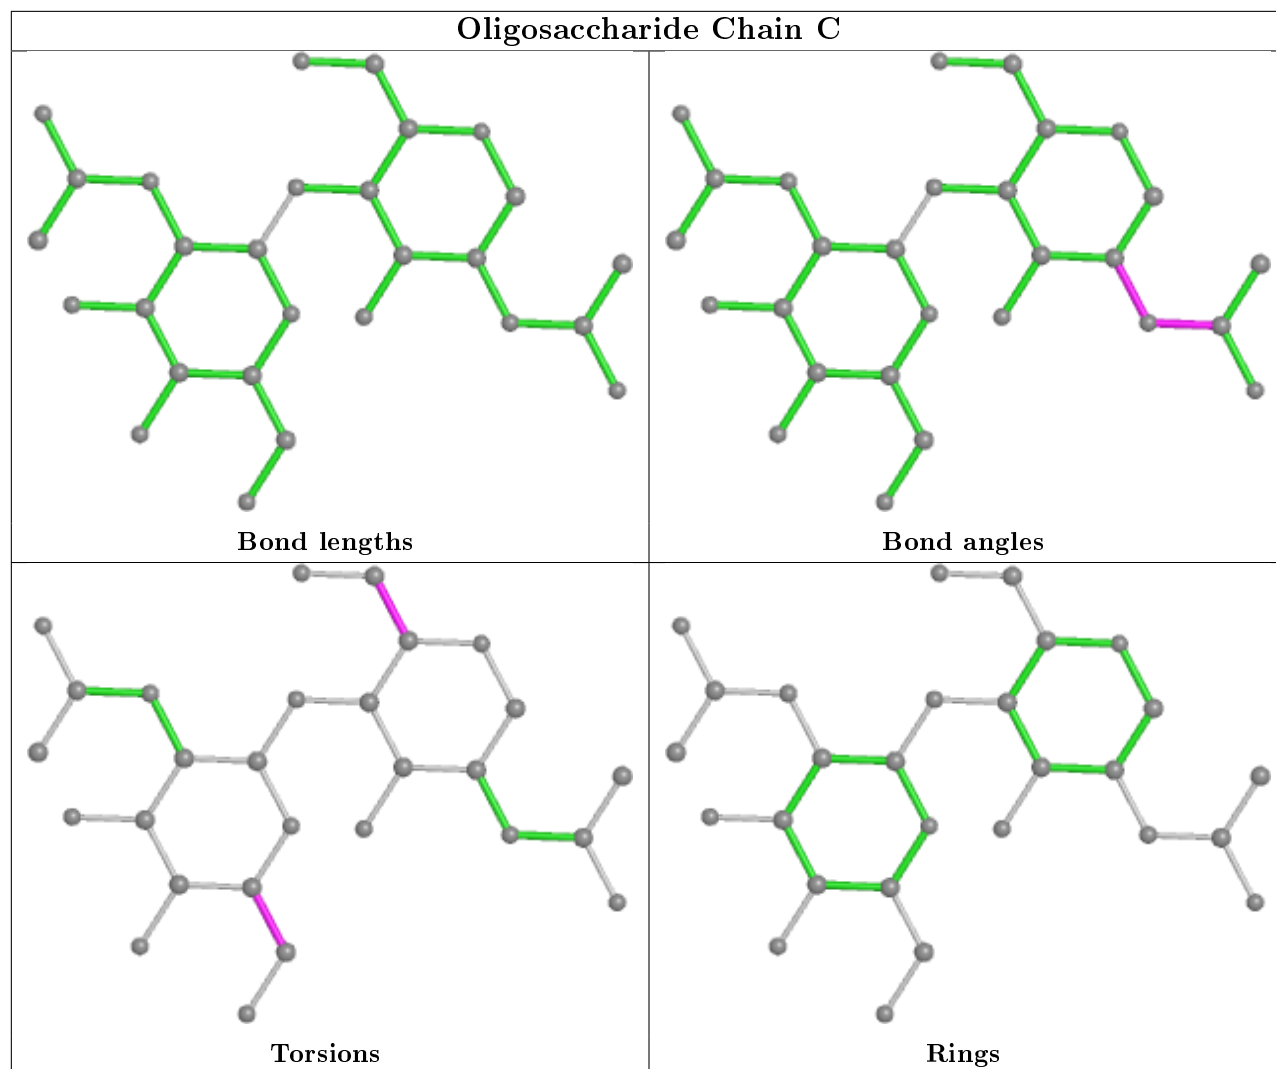 Oligosaccharide Chain C
Bond lengths
Bond angles
Torsions
Rings